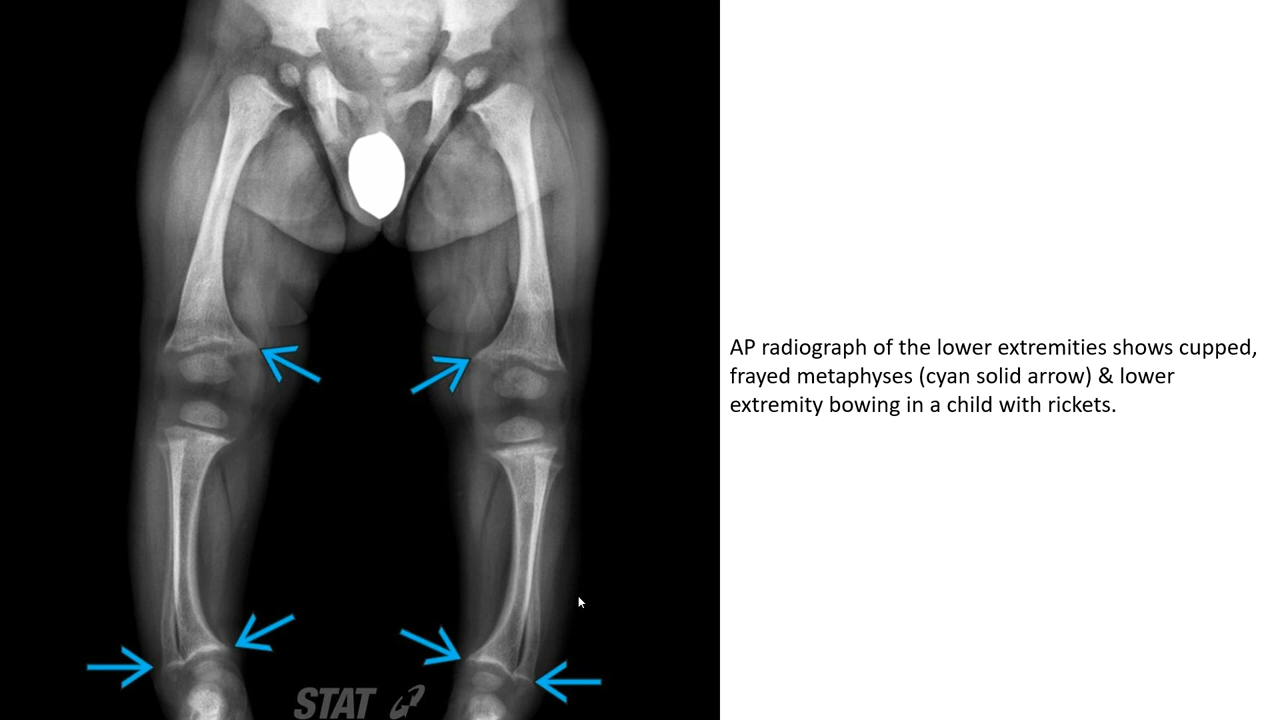 AP radiograph of the lower extremities shows cupped,
frayed metaphyses (cyan solid arrow) & lower
extremity bowing in a child with rickets.
STAT